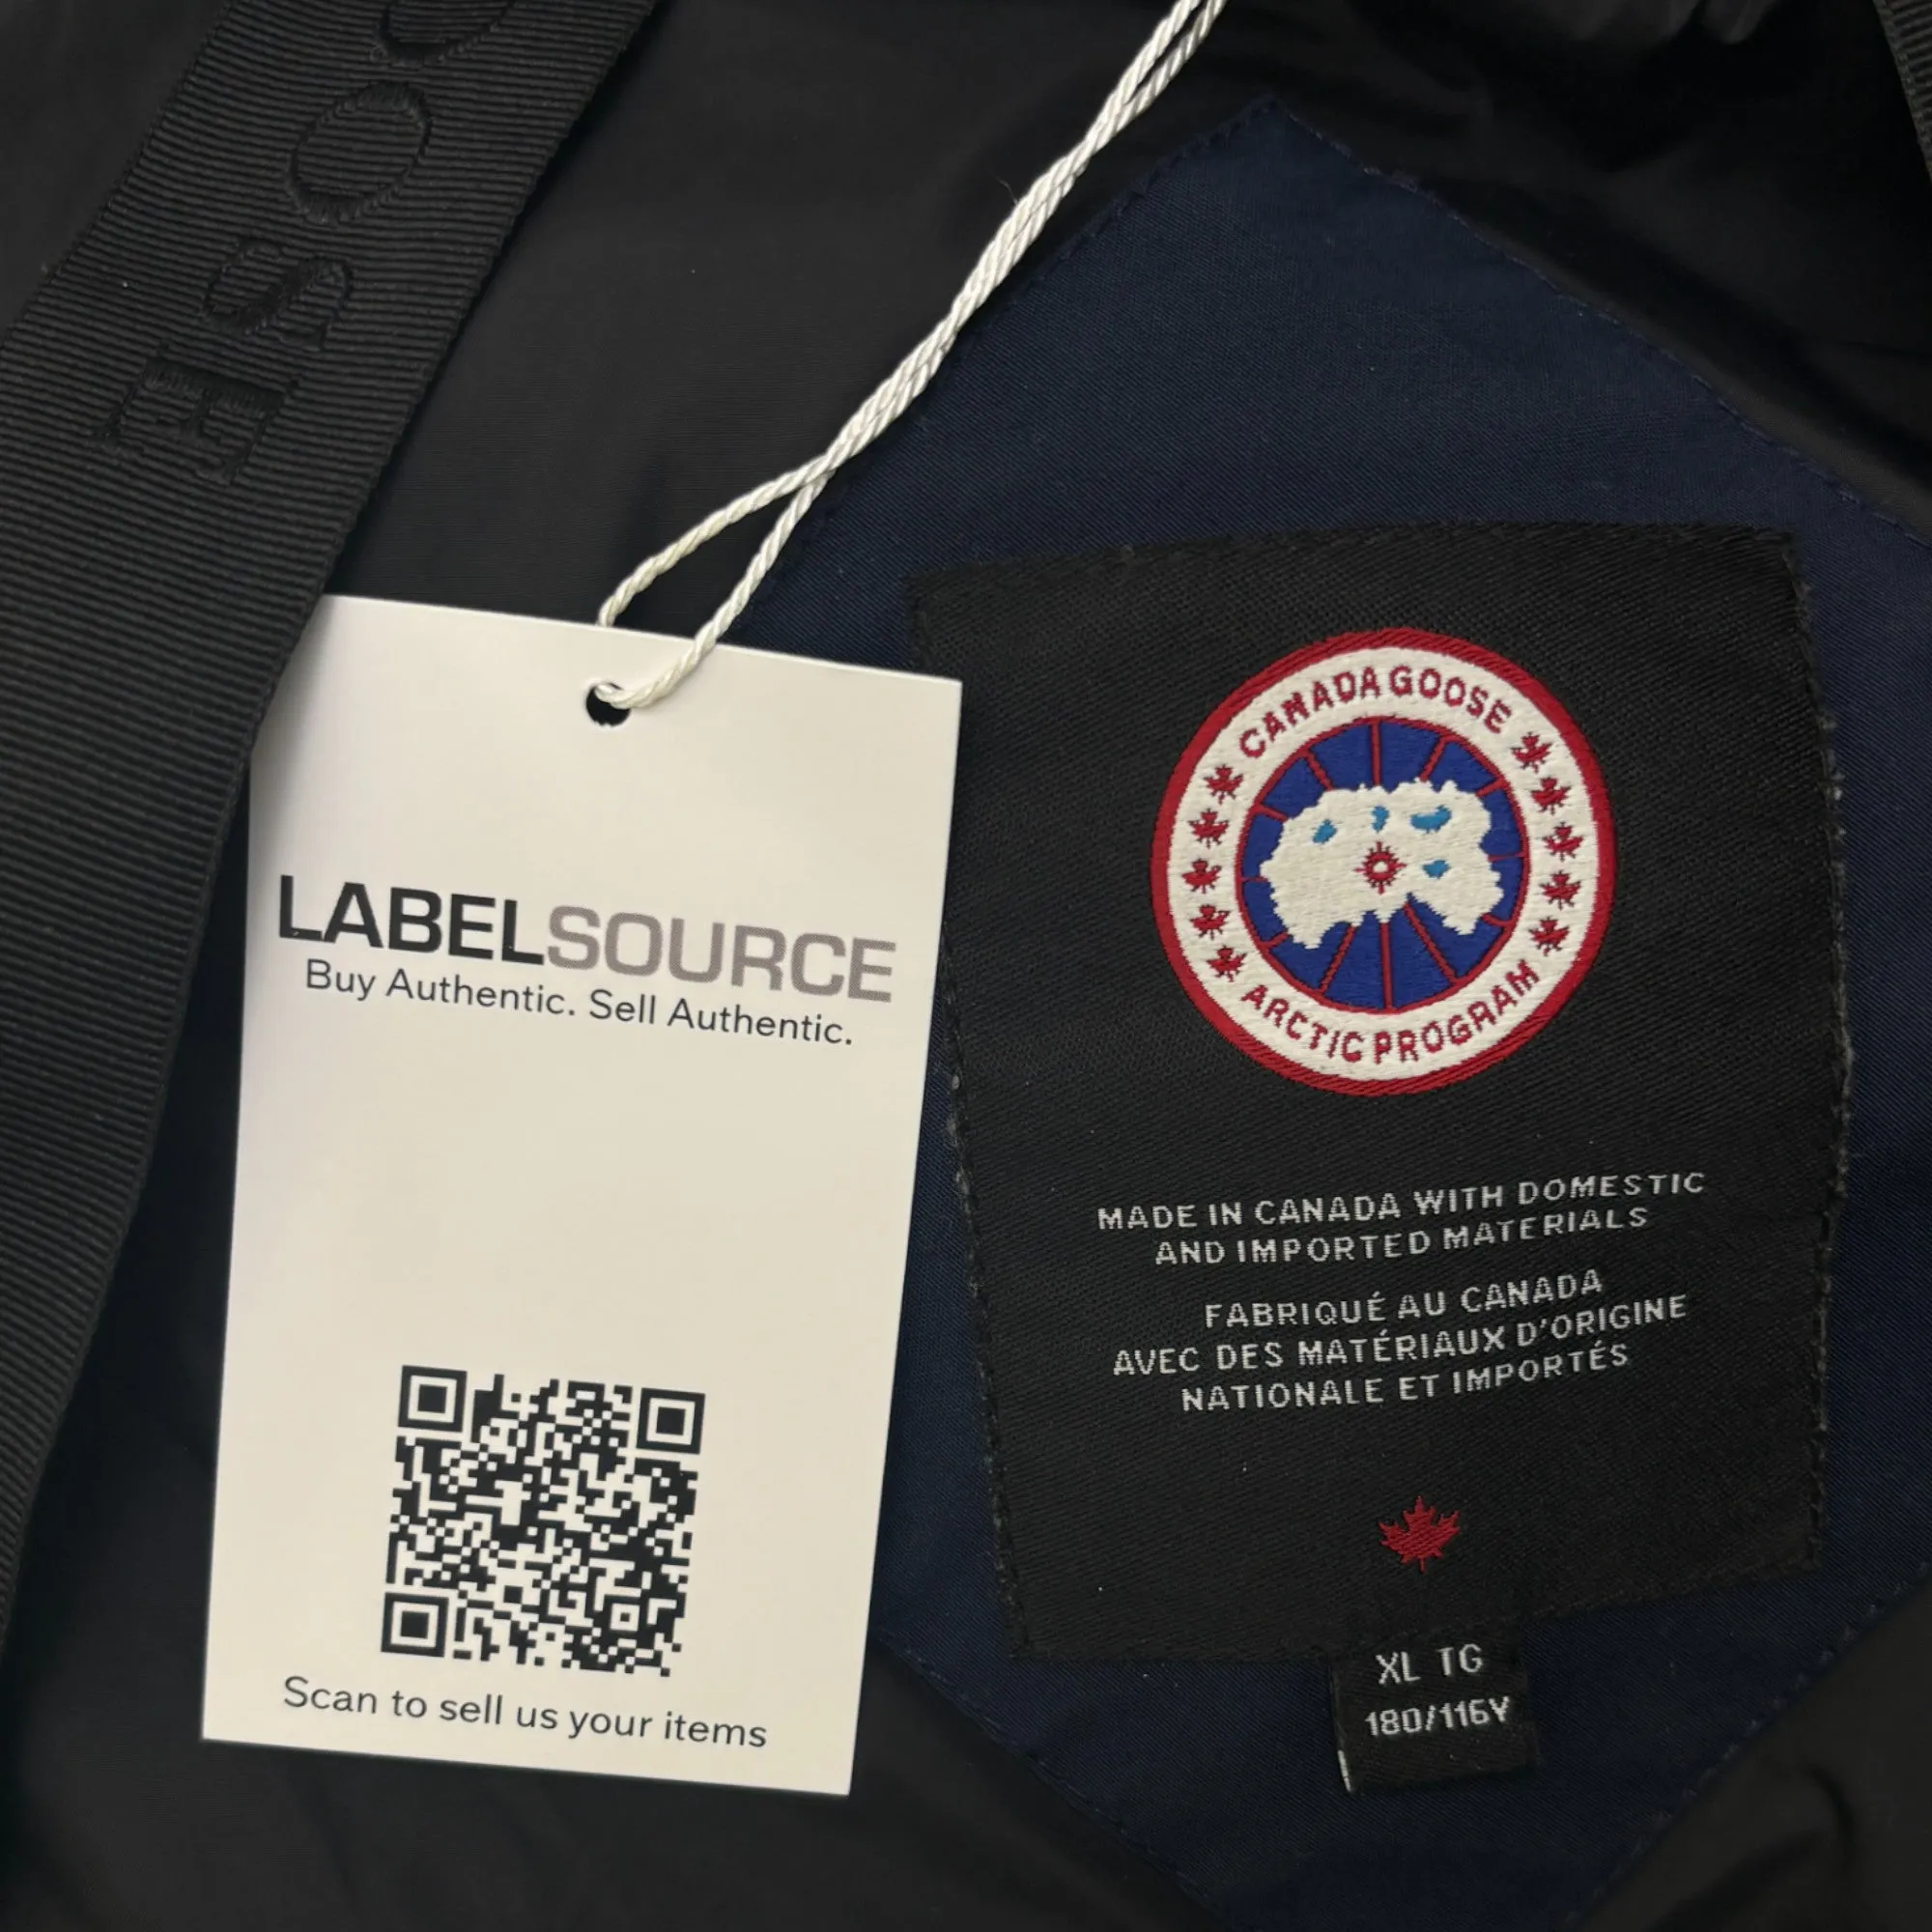 OOSE
LABELSOURCE
Buy Authentic. Sell Authentic.
Scan to sell us your items
CANADA GOOSE
ARCTIC PROGRAM
MADE IN CANADA WITH DOMESTIC
AND IMPORTED MATERIALS
FABRIQUÉ AU CANADA
AVEC DES MATÉRIAUX D'ORIGINE
NATIONALE ET IMPORTÉS
XL TG
180/116Y